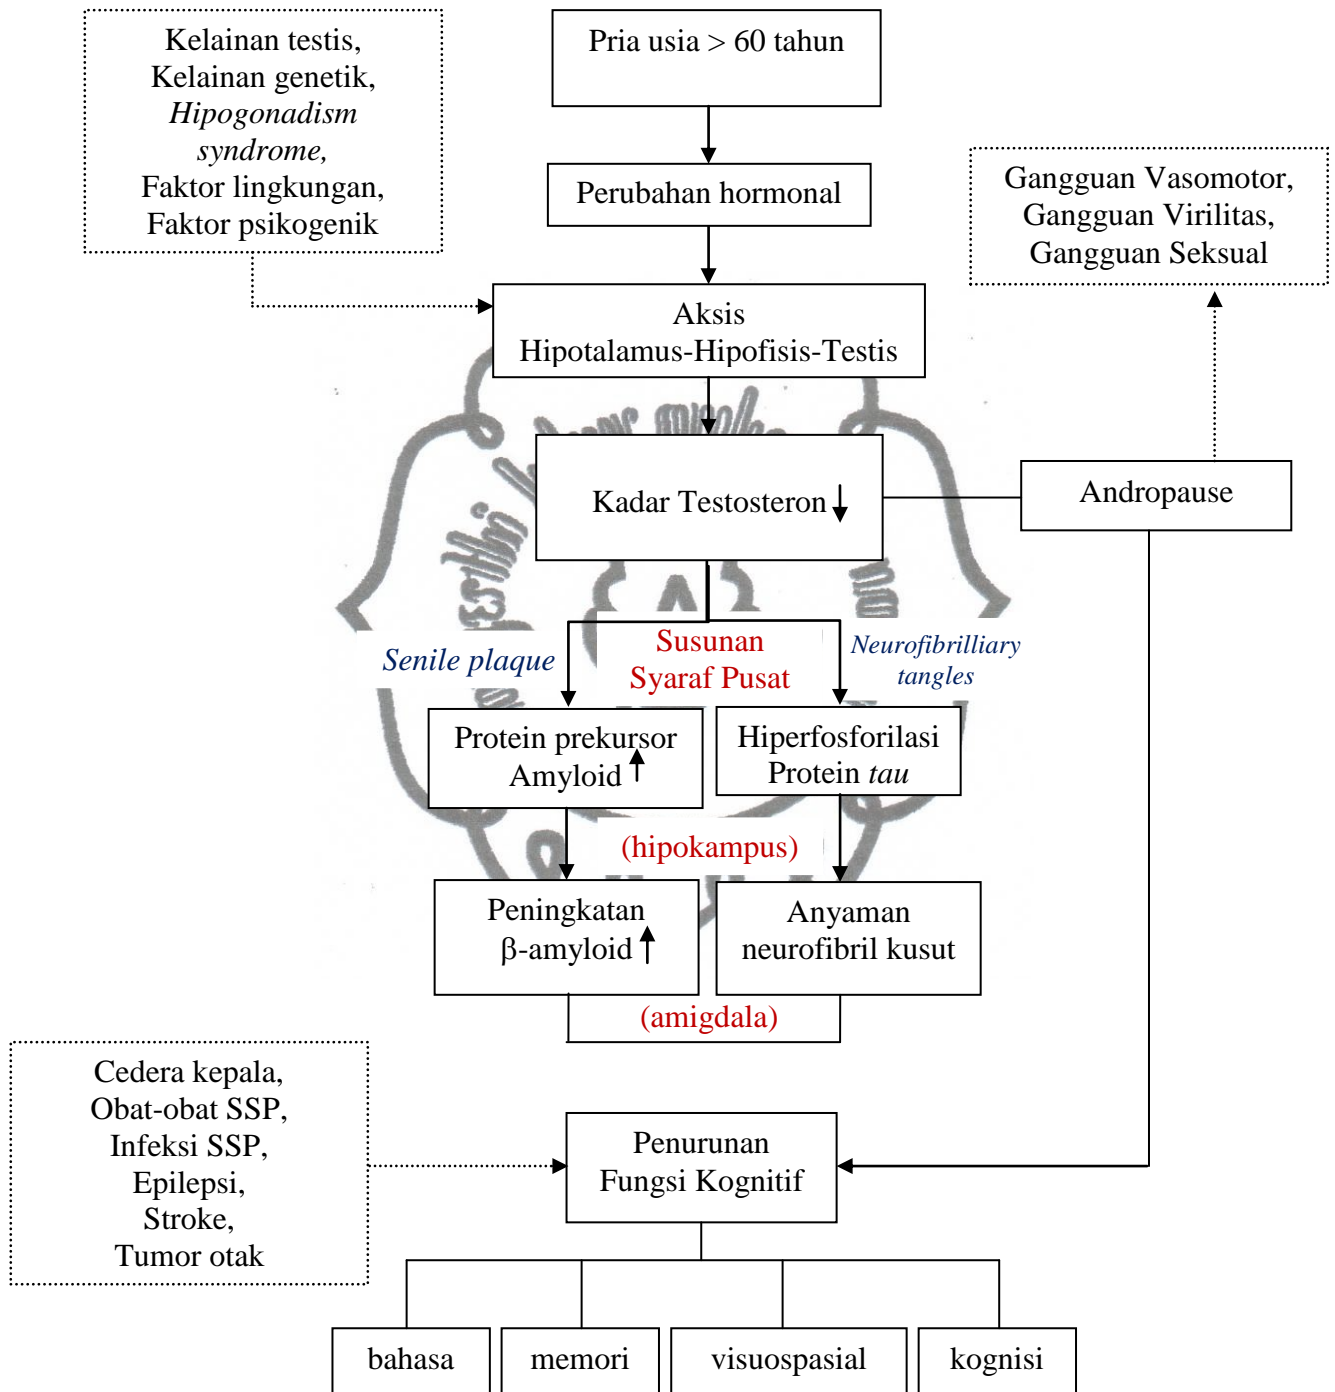 Kelainan testis,
Kelainan genetik,
Hipogonadism
syndrome,
Faktor lingkungan,
Faktor psikogenik
Pria usia > 60 tahun
Perubahan hormonal
Gangguan Vasomotor,
Gangguan Virilitas,
Gangguan Seksual
Aksis
Hipotalamus-Hipofisis-Testis
Kadar Testosteron
Andropause
Senile plaque
Susunan
Syaraf Pusat
Neurofibrilliary
tangles
Protein prekursor
Amyloid
Hiperfosforilasi
Protein tau
(hipokampus)
Peningkatan
β-amyloid
Anyaman
neurofibril kusut
(amigdala)
Cedera kepala,
Obat-obat SSP,
Infeksi SSP,
Epilepsi,
Stroke,
Tumor otak
Penurunan
Fungsi Kognitif
bahasa
memori
visuospasial
kognisi